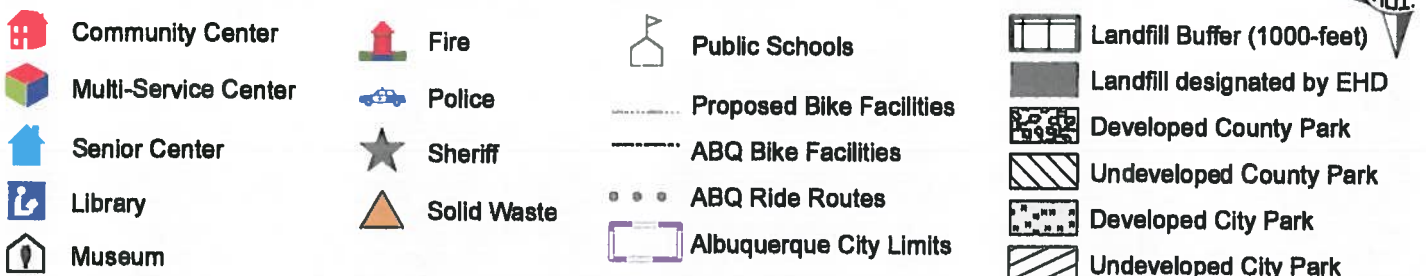 Community Center
Multi-Service Center
Senior Center
Library
Museum
Fire
Police
Sheriff
Solid Waste
Public Schools
Proposed Bike Facilities
ABQ Bike Facilities
ABQ Ride Routes
Albuquerque City Limits
Landfill Buffer (1000-feet)
Landfill designated by EHD
Developed County Park
Undeveloped County Park
Developed City Park
Undeveloped City Park